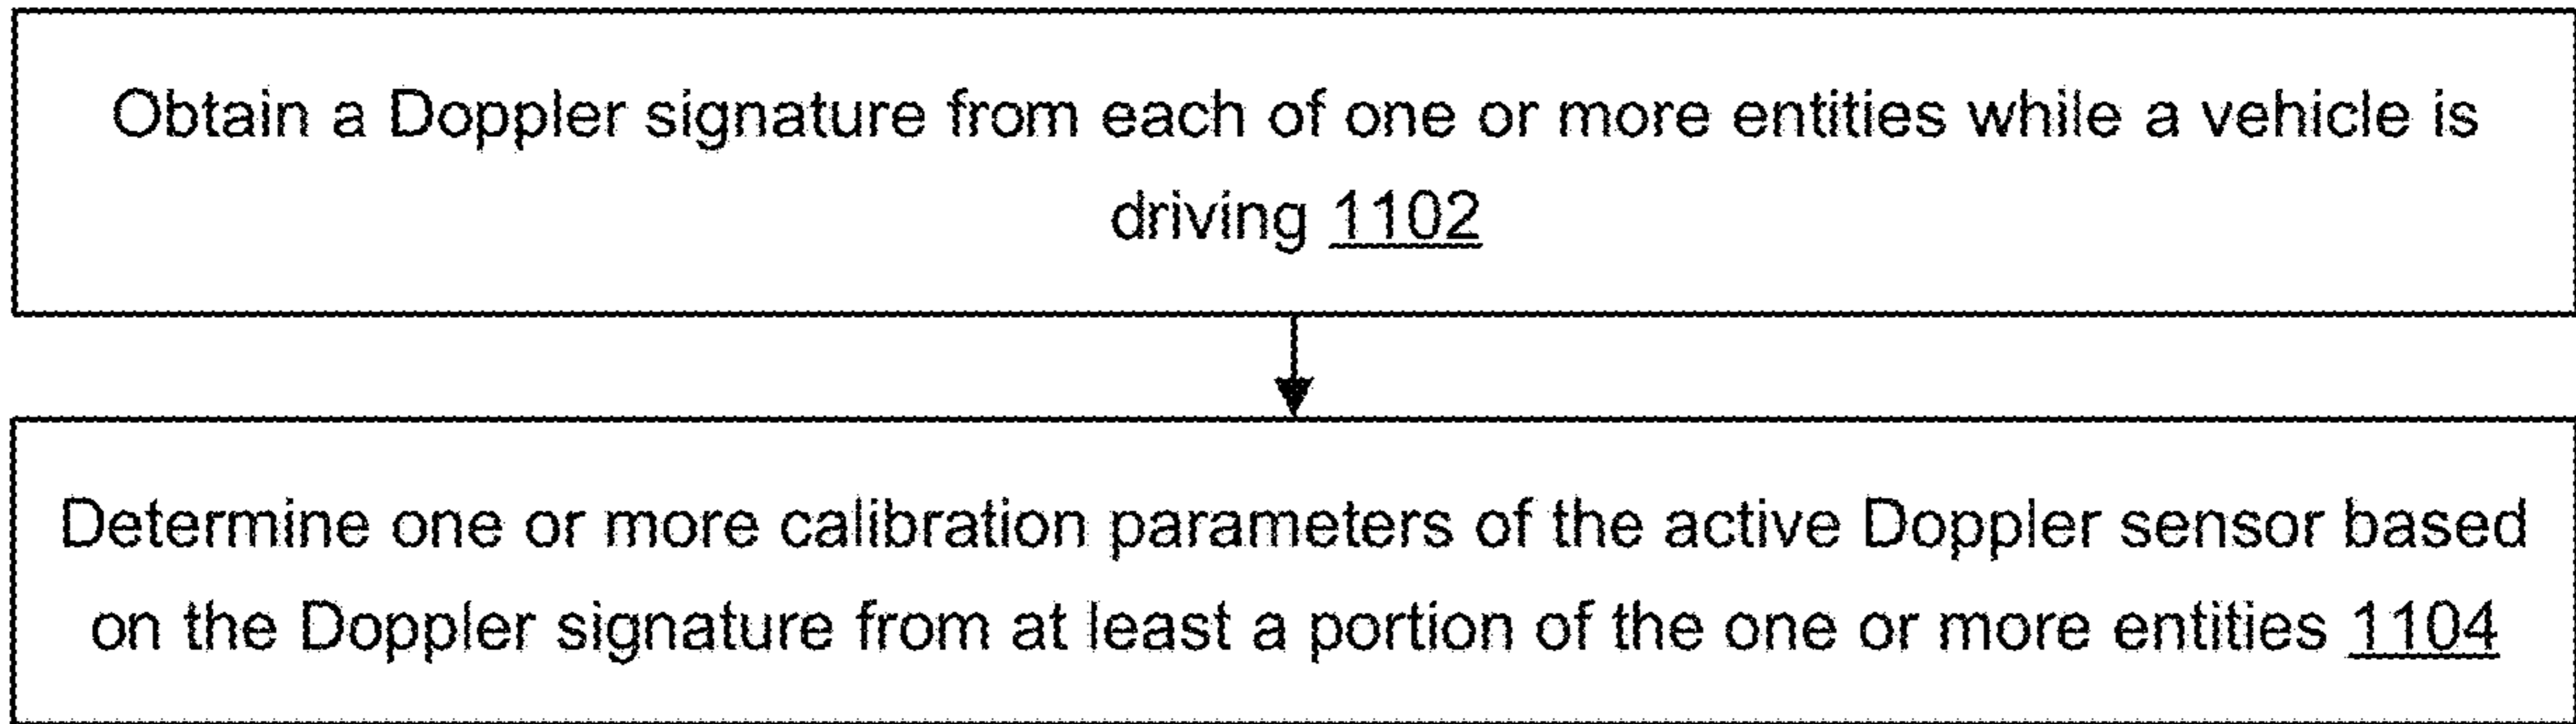 Obtain a Doppler signature from each of one or more entities while a vehicle is
driving 1102
Determine one or more calibration parameters of the active Doppler sensor based
on the Doppler signature from at least a portion of the one or more entities 1104